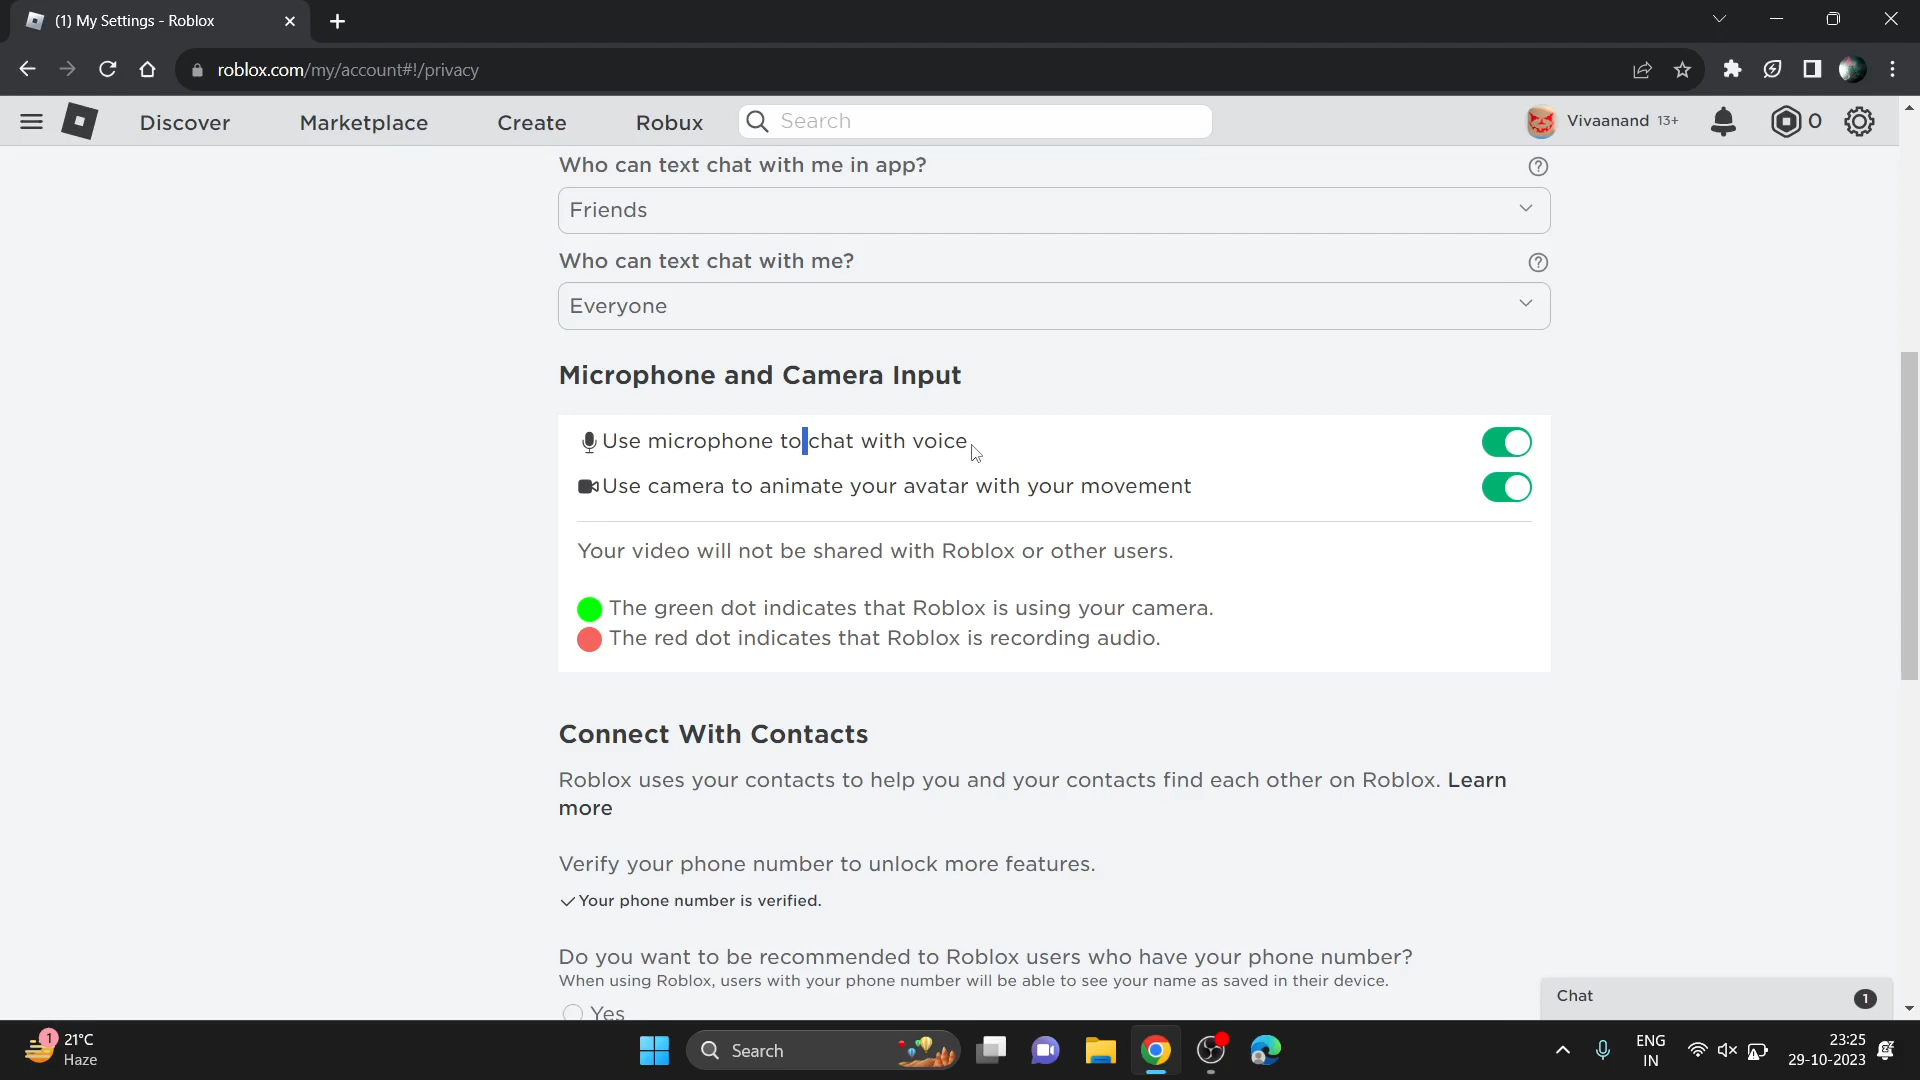 (1) My Settings - Roblox
roblox.com/my/account#!/privacy
Discover Marketplace Create Robux Search Vivaanand 13+ 0
Who can text chat with me in app?
Friends
Who can text chat with me?
Everyone
Microphone and Camera Input
Use microphone to chat with voice
Use camera to animate your avatar with your movement
Your video will not be shared with Roblox or other users.
The green dot indicates that Roblox is using your camera.
The red dot indicates that Roblox is recording audio.
Connect With Contacts
Roblox uses your contacts to help you and your contacts find each other on Roblox. Learn
more
Verify your phone number to unlock more features.
Your phone number is verified.
Do you want to be recommended to Roblox users who have your phone number?
When using Roblox, users with your phone number will be able to see your name as saved in their device.
Yes
Chat 1
1 21°C
Haze
Search
ENG
IN
23:25
29-10-2023